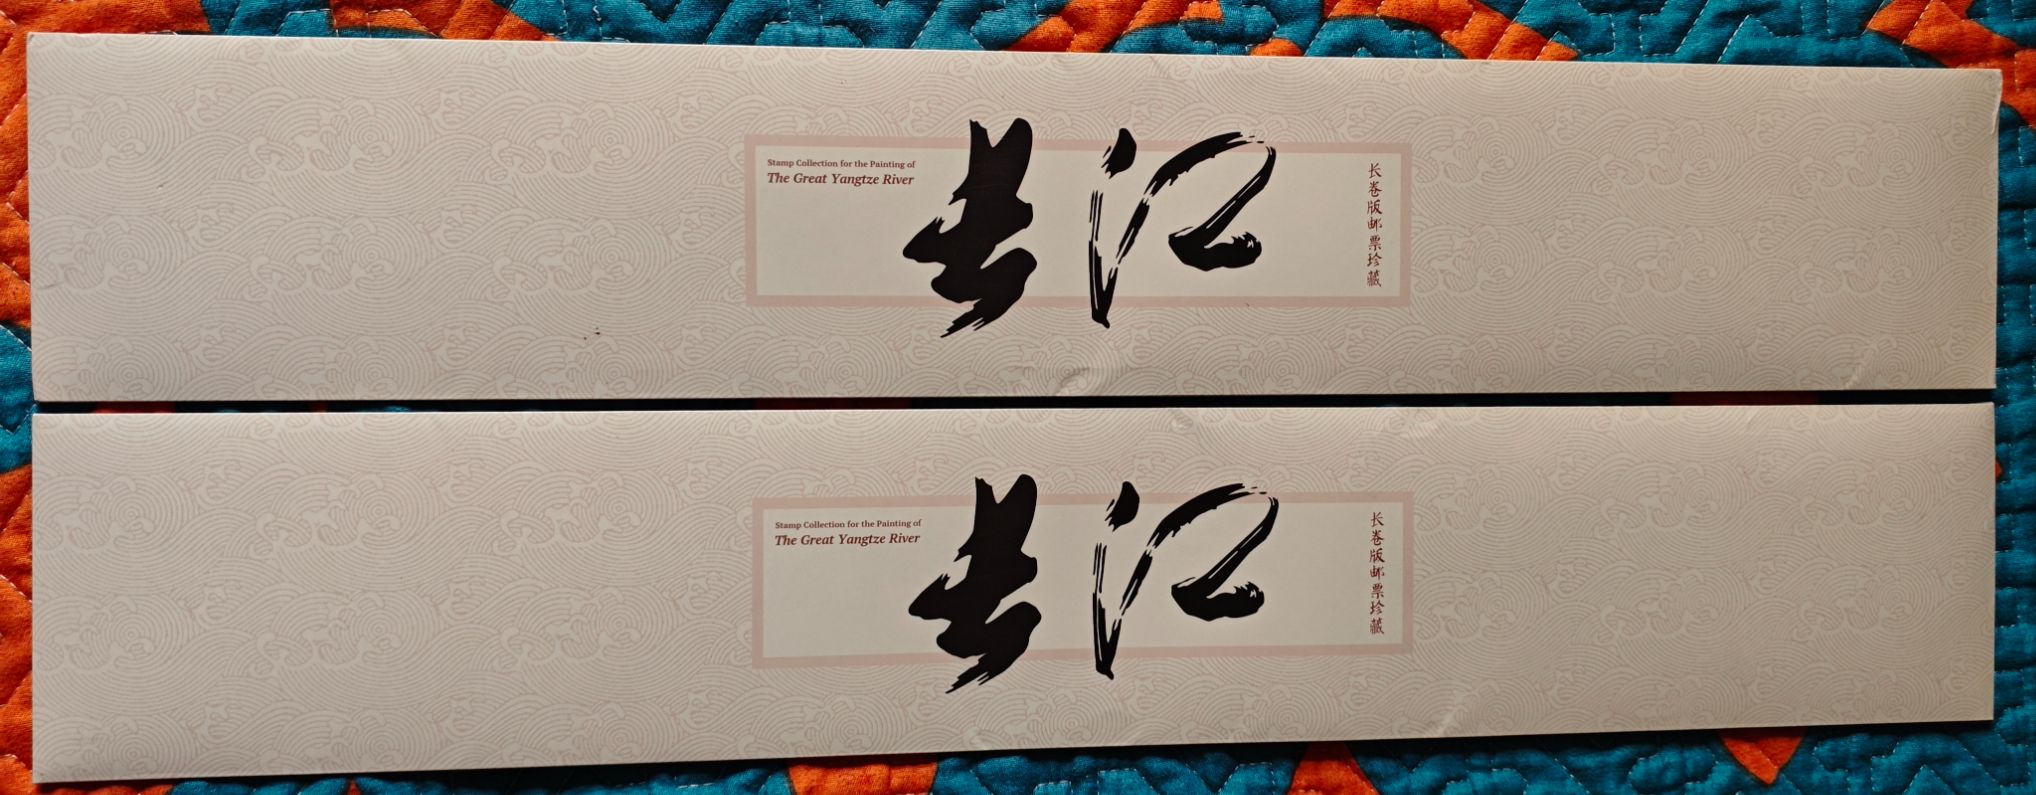 Stamp Collection for the Painting of
The Great Yangtze River
长江
长卷版邮票珍藏
Stamp Collection for the Painting of
The Great Yangtze River
长江
长卷版邮票珍藏